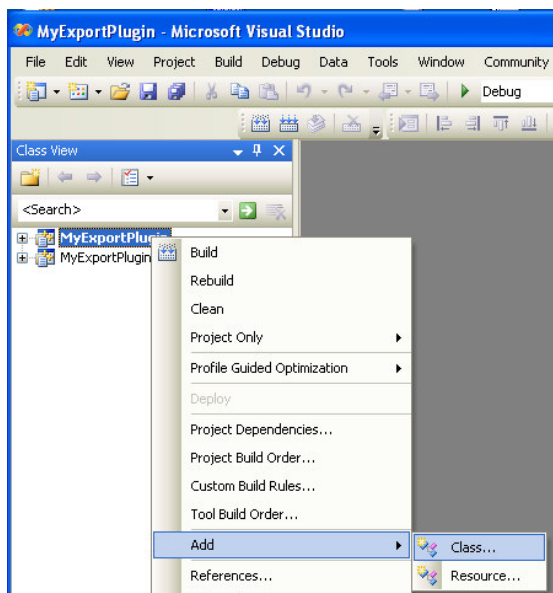 MyExportPlugin - Microsoft Visual Studio
File Edit View Project Build Debug Data Tools Window Community
Debug
Class View
<Search>
MyExportPlugin
MyExportPlugin
Build
Rebuild
Clean
Project Only
Profile Guided Optimization
Deploy
Project Dependencies...
Project Build Order...
Custom Build Rules...
Tool Build Order...
Add
Class...
References...
Resource...